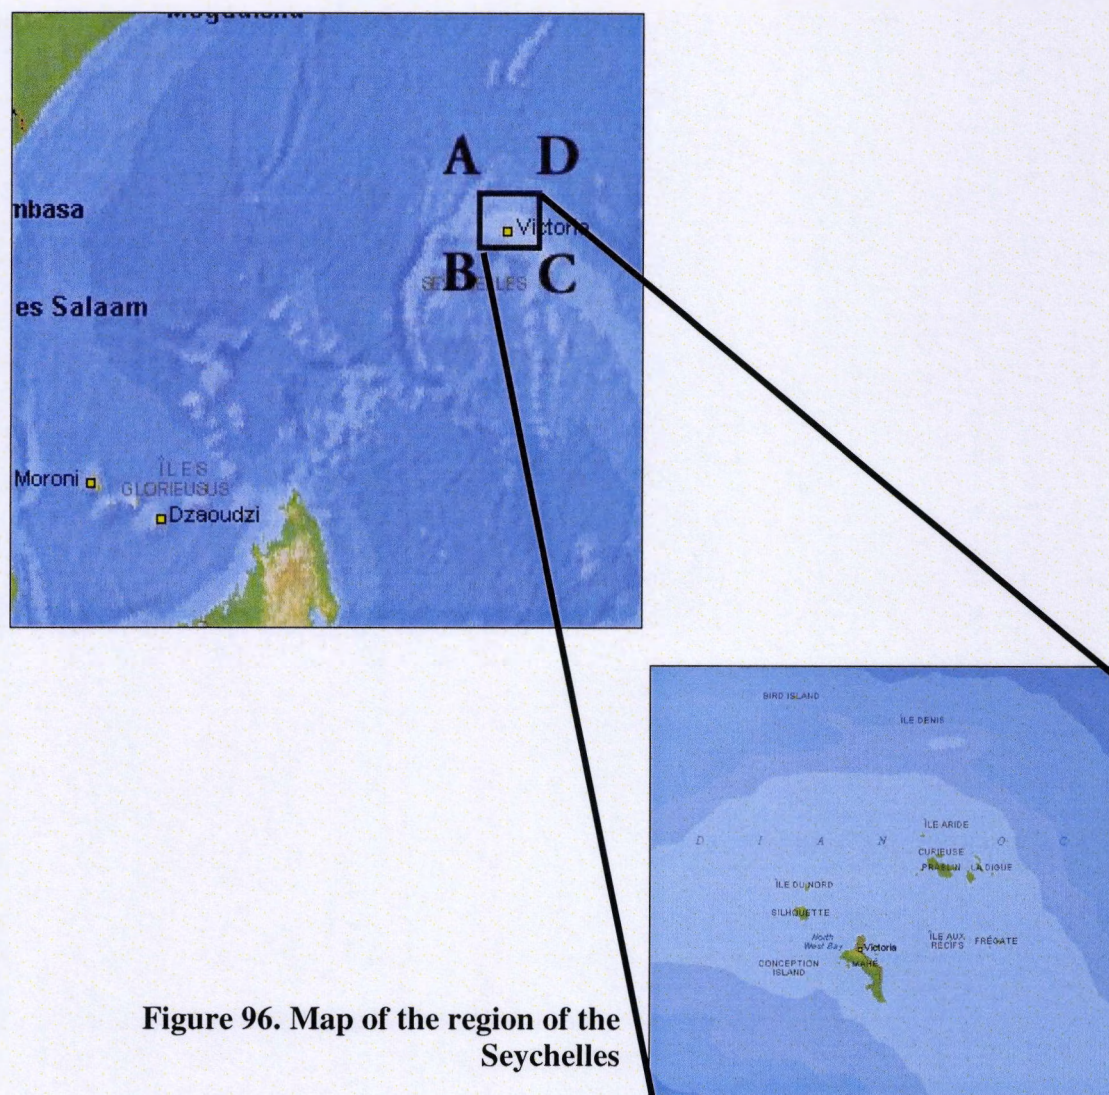 Mogadishu
A D
mbasa
Victoria
B C
SEYCHELLES
es Salaam
Moroni
ÎLES
GLORIEUSUS
Dzaoudzi
BIRD ISLAND
ÎLE DENIS
ÎLE ARIDE
D I A N O C
CURIEUSE
PRASLIN LA DIGUE
ÎLE DU NORD
SILHOUETTE
North
West Bay
Victoria
ÎLE AUX
RECIFS
FRÉGATE
CONCEPTION
ISLAND
MAHÉ
Figure 96. Map of the region of the
Seychelles